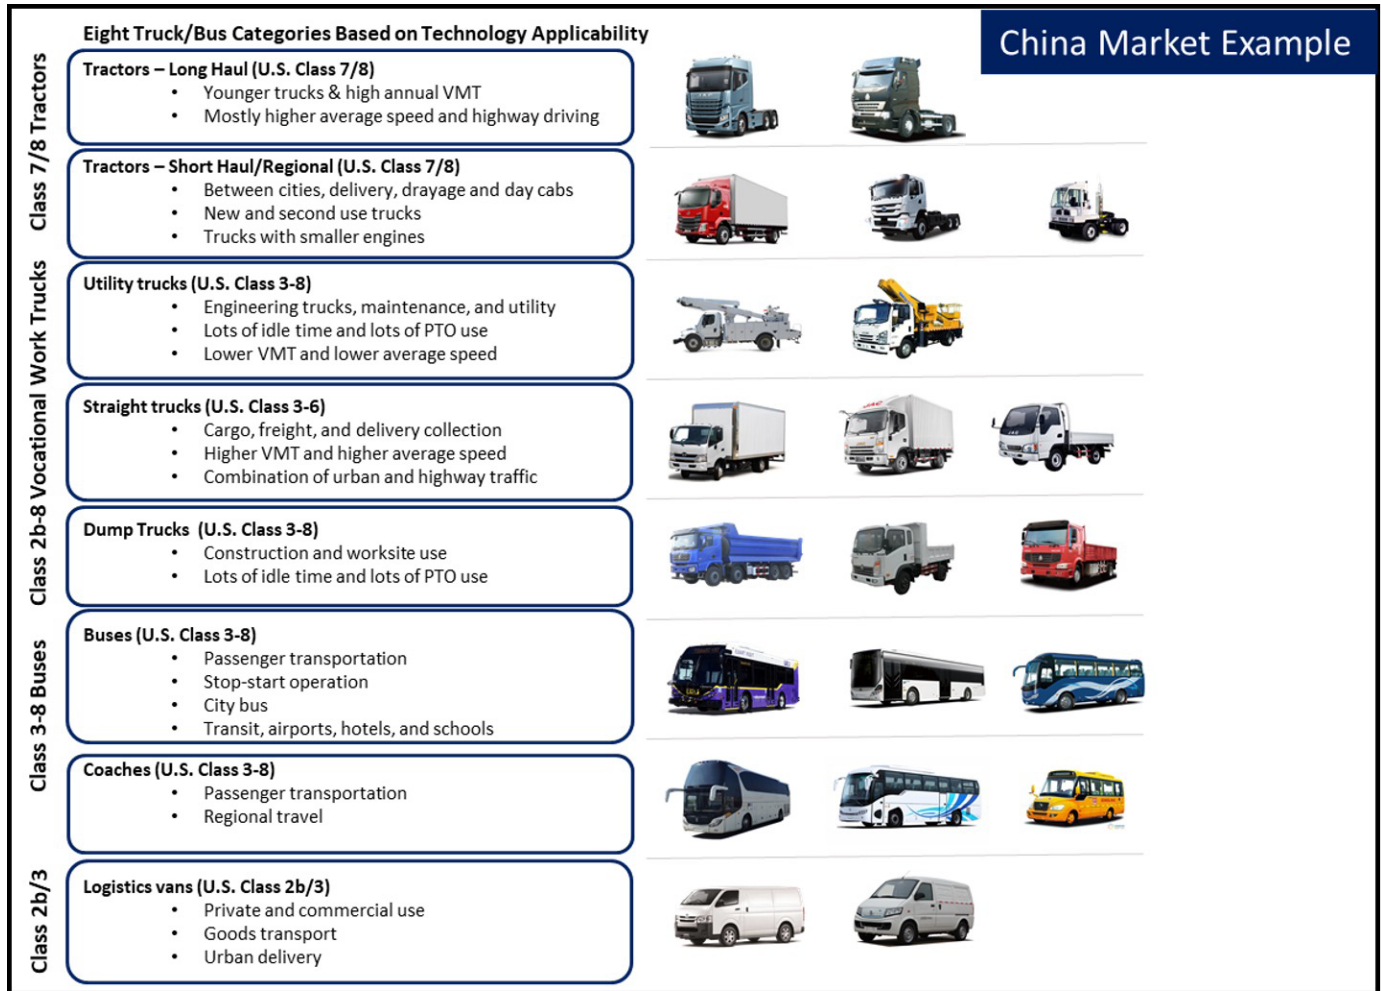 Eight Truck/Bus Categories Based on Technology Applicability
China Market Example
Class 7/8 Tractors
Tractors – Long Haul (U.S. Class 7/8)
• Younger trucks & high annual VMT
• Mostly higher average speed and highway driving
Tractors – Short Haul/Regional (U.S. Class 7/8)
• Between cities, delivery, drayage and day cabs
• New and second use trucks
• Trucks with smaller engines
Class 2b-8 Vocational Work Trucks
Utility trucks (U.S. Class 3-8)
• Engineering trucks, maintenance, and utility
• Lots of idle time and lots of PTO use
• Lower VMT and lower average speed
Straight trucks (U.S. Class 3-6)
• Cargo, freight, and delivery collection
• Higher VMT and higher average speed
• Combination of urban and highway traffic
JAC
JAC
Dump Trucks (U.S. Class 3-8)
• Construction and worksite use
• Lots of idle time and lots of PTO use
Class 3-8 Buses
Buses (U.S. Class 3-8)
• Passenger transportation
• Stop-start operation
• City bus
• Transit, airports, hotels, and schools
Coaches (U.S. Class 3-8)
• Passenger transportation
• Regional travel
Class 2b/3
Logistics vans (U.S. Class 2b/3)
• Private and commercial use
• Goods transport
• Urban delivery